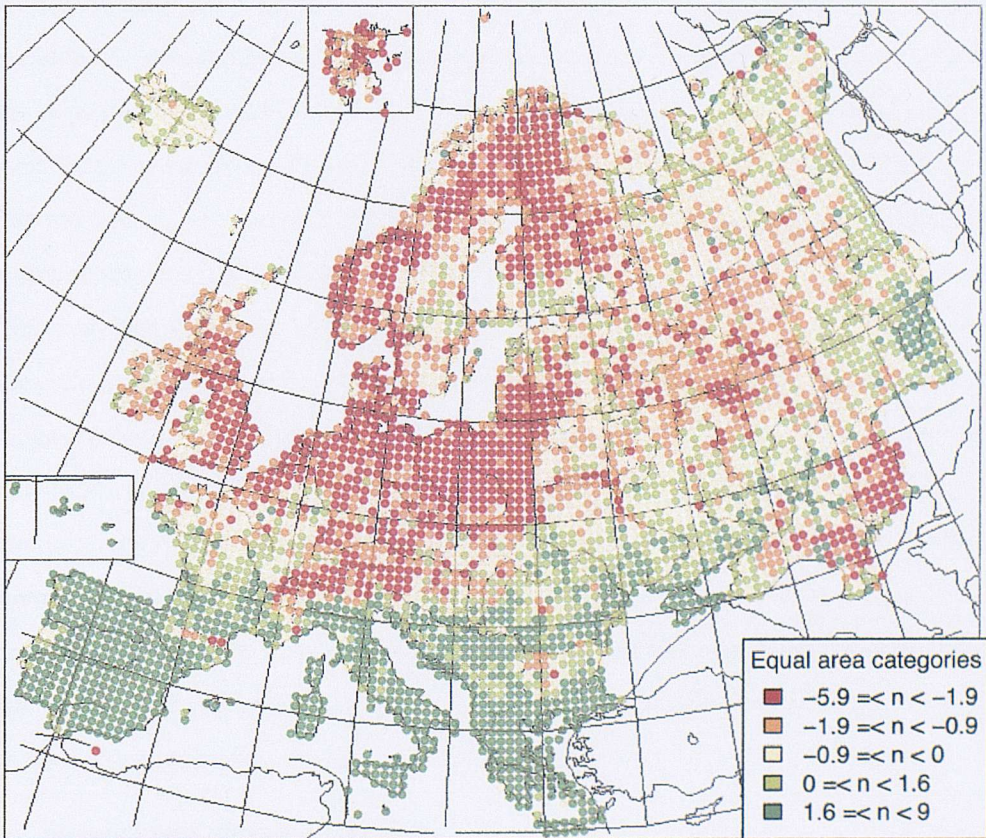 Equal area categories
−5.9 =< n < −1.9
−1.9 =< n < −0.9
−0.9 =< n < 0
0 =< n < 1.6
1.6 =< n < 9